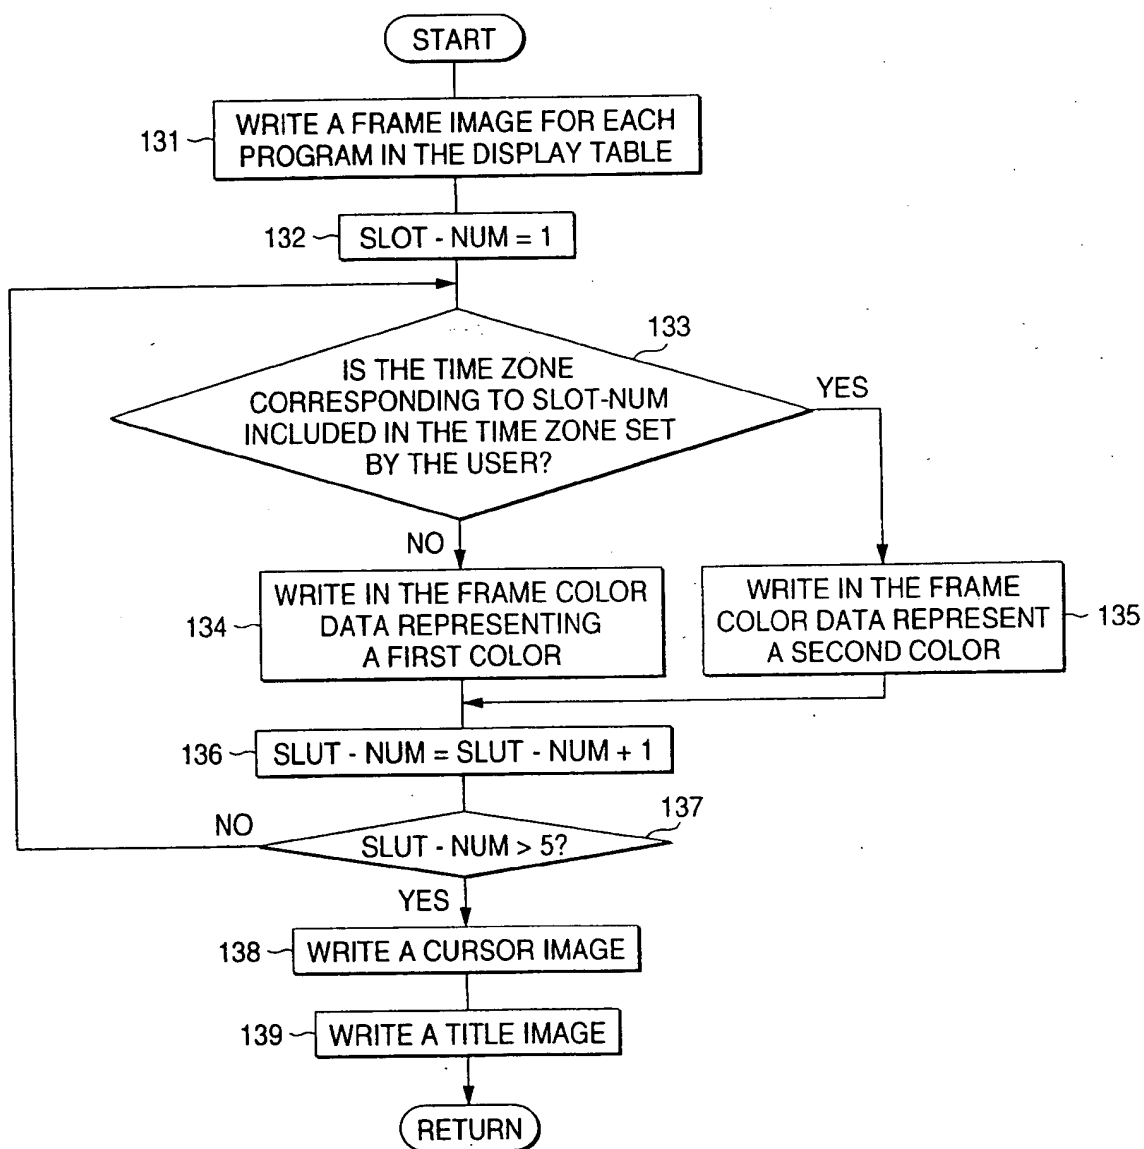 START
131
WRITE A FRAME IMAGE FOR EACH
PROGRAM IN THE DISPLAY TABLE
132
SLOT - NUM = 1
133
IS THE TIME ZONE
CORRESPONDING TO SLOT-NUM
INCLUDED IN THE TIME ZONE SET
BY THE USER?
YES
NO
134
WRITE IN THE FRAME COLOR
DATA REPRESENTING
A FIRST COLOR
WRITE IN THE FRAME
COLOR DATA REPRESENT
A SECOND COLOR
135
136
SLUT - NUM = SLUT - NUM + 1
137
NO
SLUT - NUM > 5?
YES
138
WRITE A CURSOR IMAGE
139
WRITE A TITLE IMAGE
RETURN